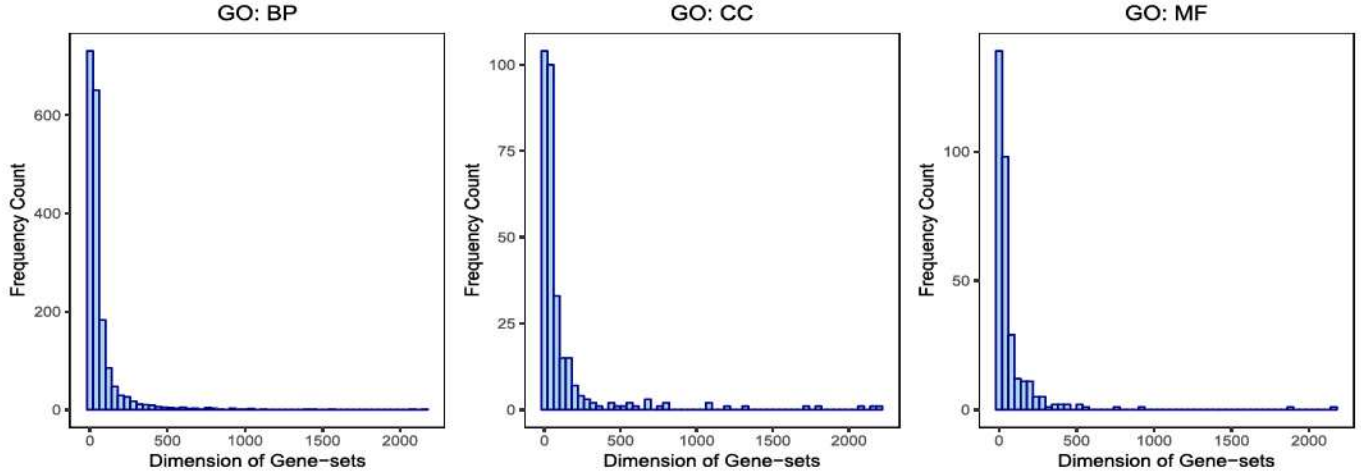 GO: BP
Frequency Count
600
400
200
0
0 500 1000 1500 2000
Dimension of Gene-sets
GO: CC
Frequency Count
100
75
50
25
0
0 500 1000 1500 2000
Dimension of Gene-sets
GO: MF
Frequency Count
100
50
0
0 500 1000 1500 2000
Dimension of Gene-sets